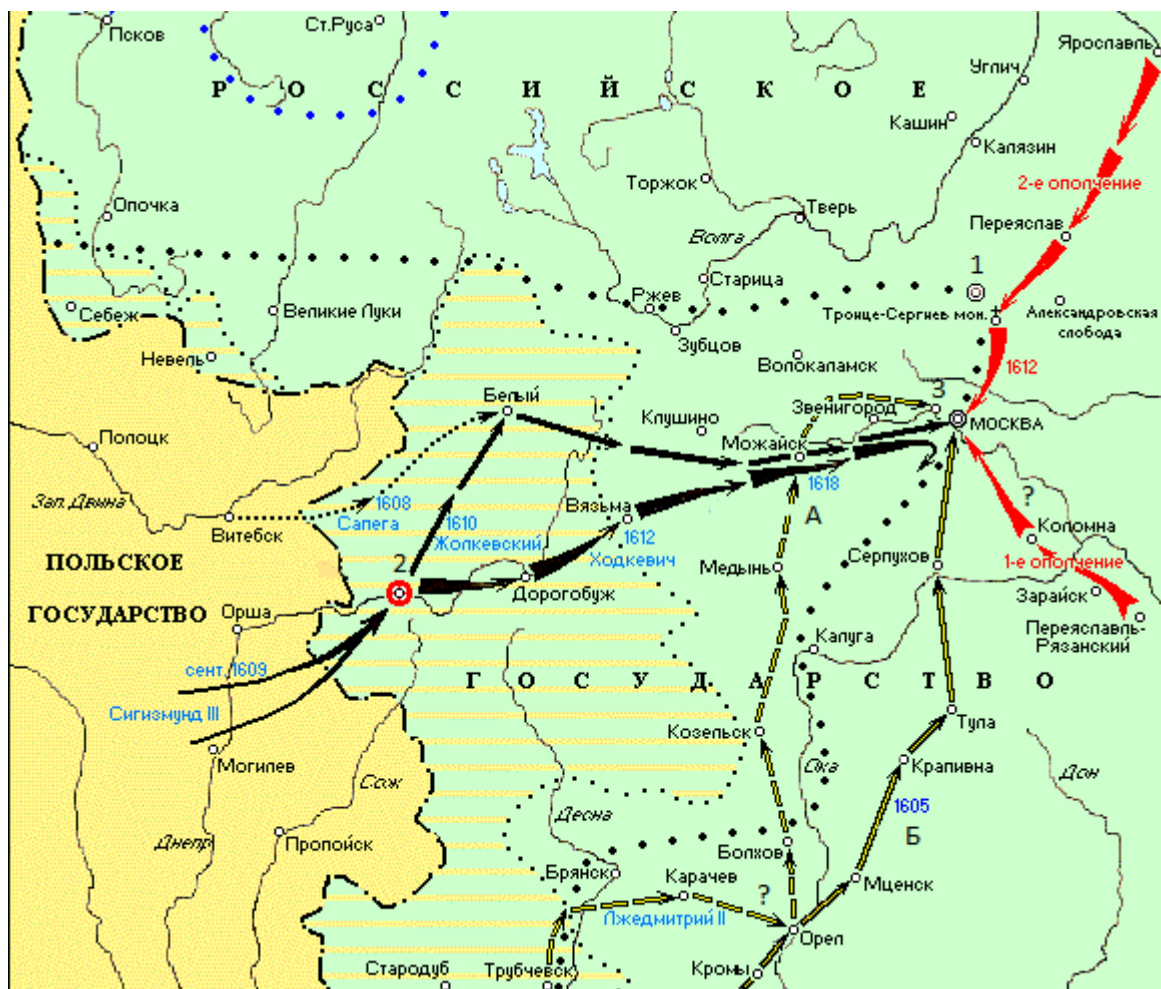 Псков
Ст.Руса
Ярославль
Углич
Р О С С И Й С К О Е
Кашин
Калязин
Торжок
2-е ополчение
Опочка
Тверь
Переяслав
Волга
Старица
1
Ржев
Себеж
Великие Луки
Троице-Сергиев мон.
Александровская
слобода
Зубцов
Невель
Волокаламск
1612
Белый
3
Клушино
Звенигород
МОСКВА
Полоцк
Можайск
1618
Зап.Двина
1608
Сапега
Вязьма
А
?
Витебск
1610
Жолкевский
1612
Ходкевич
Коломна
ПОЛЬСКОЕ
2
Серпухов
1-е ополчение
Медынь
Дорогобуж
Зарайск
ГОСУДАРСТВО
Орша
Переяславль-
Рязанский
Калуга
сент. 1609
Г О С У Д А Р С Т В О
Сигизмунд III
Тула
Козельск
Могилев
Крапивна
Сож
Ока
Дон
Десна
1605
Днепр
Пропойск
Б
Болхов
Брянск
Карачев
?
Мценск
Лжедмитрий II
Орел
Стародуб
Трубчевск
Кромы